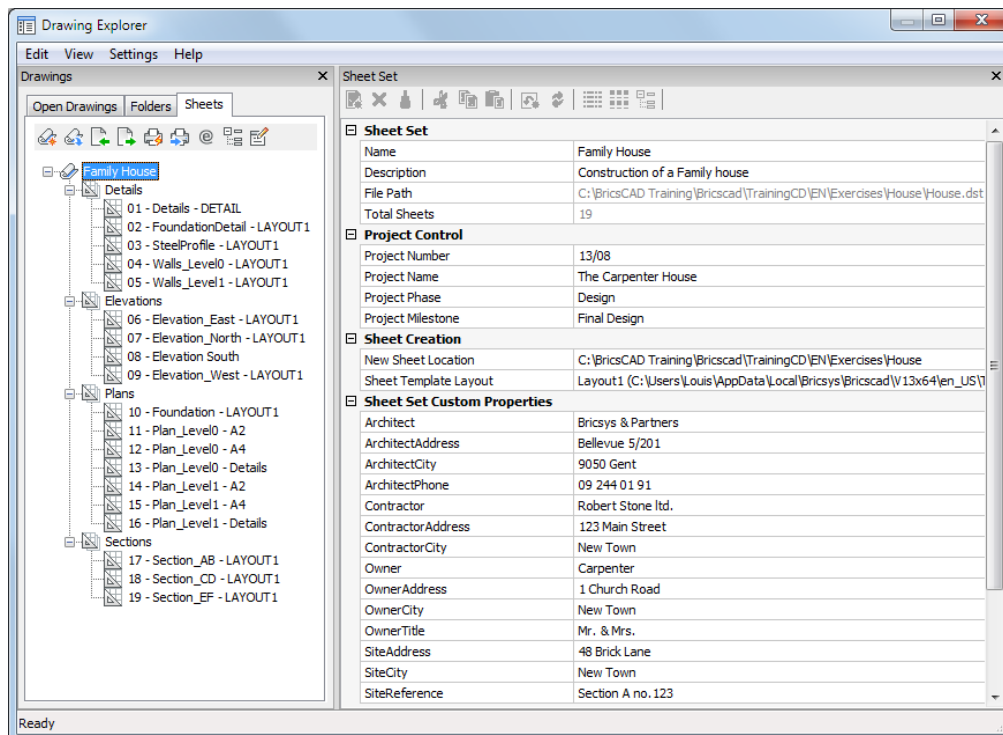 Drawing Explorer
Edit View Settings Help
Drawings
Open Drawings Folders Sheets
Family House
Details
01 - Details - DETAIL
02 - FoundationDetail - LAYOUT1
03 - SteelProfile - LAYOUT1
04 - Walls_Level0 - LAYOUT1
05 - Walls_Level1 - LAYOUT1
Elevations
06 - Elevation_East - LAYOUT1
07 - Elevation_North - LAYOUT1
08 - Elevation South
09 - Elevation_West - LAYOUT1
Plans
10 - Foundation - LAYOUT1
11 - Plan_Level0 - A2
12 - Plan_Level0 - A4
13 - Plan_Level0 - Details
14 - Plan_Level1 - A2
15 - Plan_Level1 - A4
16 - Plan_Level1 - Details
Sections
17 - Section_AB - LAYOUT1
18 - Section_CD - LAYOUT1
19 - Section_EF - LAYOUT1
Sheet Set
Sheet Set
Name Family House
Description Construction of a Family house
File Path C:\BricsCAD Training\Bricscad\TrainingCD\EN\Exercises\House\House.dst
Total Sheets 19
Project Control
Project Number 13/08
Project Name The Carpenter House
Project Phase Design
Project Milestone Final Design
Sheet Creation
New Sheet Location C:\BricsCAD Training\Bricscad\TrainingCD\EN\Exercises\House
Sheet Template Layout Layout1 (C:\Users\Louis\AppData\Local\Bricsys\Bricscad\V13x64\en_US\
Sheet Set Custom Properties
Architect Bricsys & Partners
ArchitectAddress Bellevue 5/201
ArchitectCity 9050 Gent
ArchitectPhone 09 244 01 91
Contractor Robert Stone ltd.
ContractorAddress 123 Main Street
ContractorCity New Town
Owner Carpenter
OwnerAddress 1 Church Road
OwnerCity New Town
OwnerTitle Mr. & Mrs.
SiteAddress 48 Brick Lane
SiteCity New Town
SiteReference Section A no.123
Ready